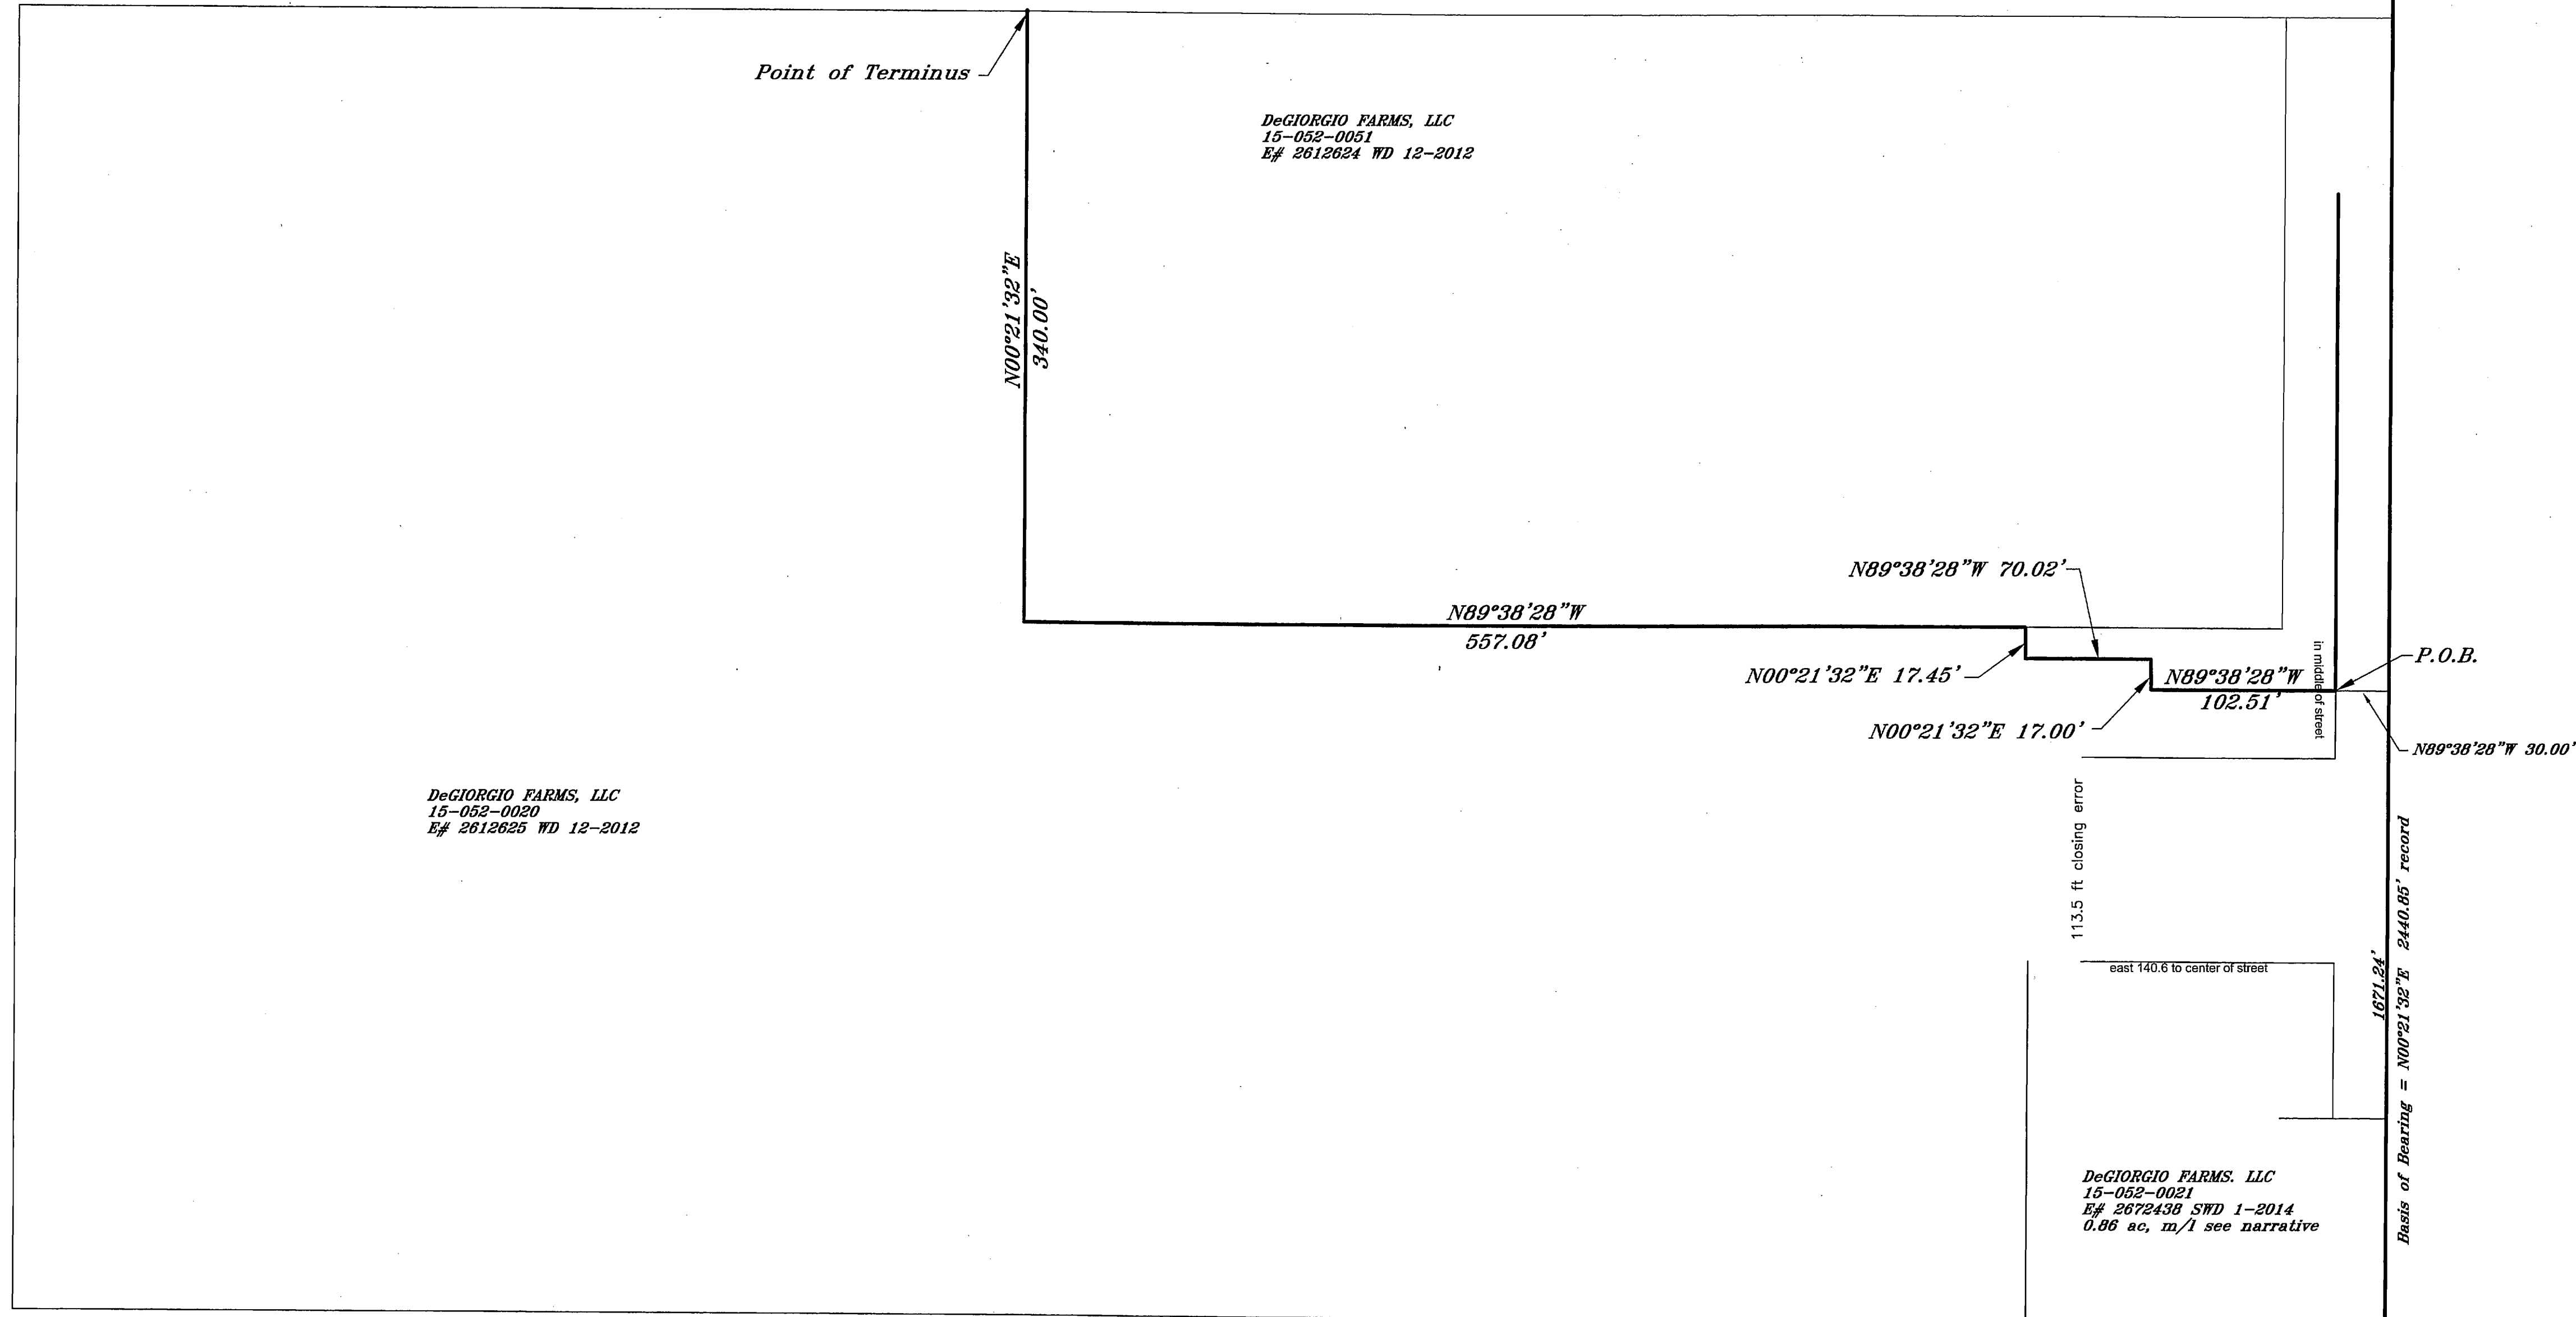 Point of Terminus
DeGIORGIO FARMS, LLC
15-052-0051
E# 2612624 WD 12-2012
N00°21'32"E
340.00'
N89°38'28"W 70.02'
N89°38'28"W
557.08'
N00°21'32"E 17.45'
N89°38'28"W
102.51'
N00°21'32"E 17.00'
in middle of street
P.O.B.
N89°38'28"W 30.00'
DeGIORGIO FARMS, LLC
15-052-0020
E# 2612625 WD 12-2012
113.5 ft closing error
east 140.6 to center of street
1671.24'
Basis of Bearing = N00°21'32"E 2440.85' record
DeGIORGIO FARMS. LLC
15-052-0021
E# 2672438 SWD 1-2014
0.86 ac, m/l see narrative